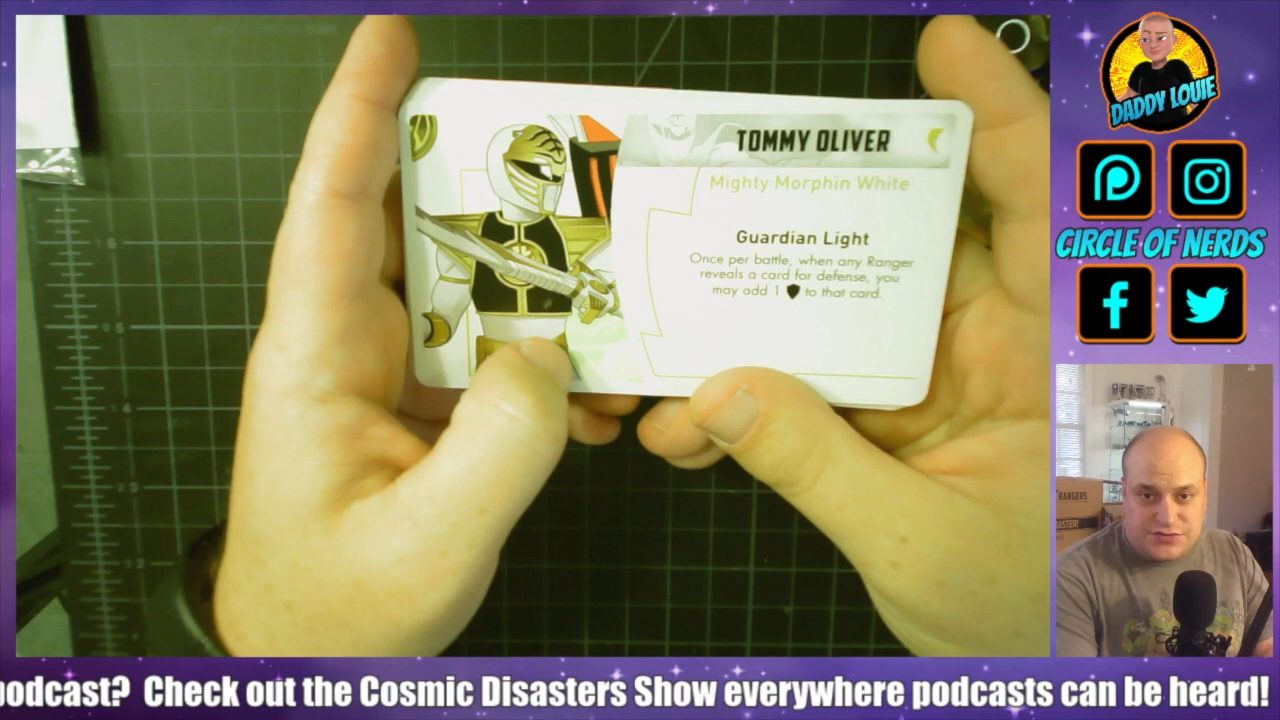 TOMMY OLIVER
Mighty Morphin White
Guardian Light
Once per battle, when any Ranger
reveals a card for defense, you
may add 1 to that card.
DADDY LOUIE
CIRCLE OF NERDS
RANGERS
podcast? Check out the Cosmic Disasters Show everywhere podcasts can be heard!